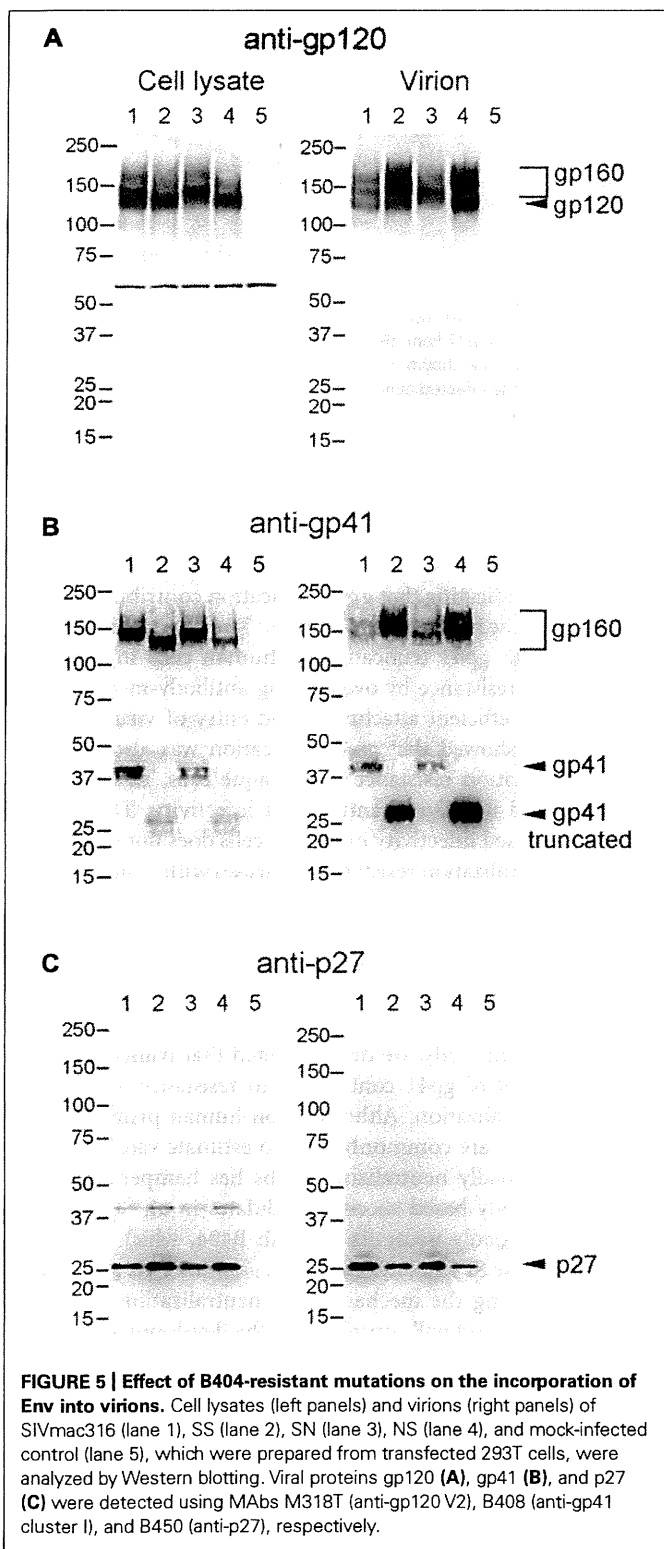 A
anti-gp120
Cell lysate
Virion
1 2 3 4 5
1 2 3 4 5
250
150
100
75
50
37
25
20
15
250
150
100
75
50
37
25
20
15
gp160
gp120
B
anti-gp41
1 2 3 4 5
1 2 3 4 5
250
150
100
75
50
37
25
20
15
250
150
100
75
50
37
25
20
15
gp160
gp41
gp41
truncated
C
anti-p27
1 2 3 4 5
1 2 3 4 5
250
150
100
75
50
37
25
20
15
250
150
100
75
50
37
25
20
15
p27
FIGURE 5 | Effect of B404-resistant mutations on the incorporation of
Env into virions. Cell lysates (left panels) and virions (right panels) of
SIVmac316 (lane 1), SS (lane 2), SN (lane 3), NS (lane 4), and mock-infected
control (lane 5), which were prepared from transfected 293T cells, were
analyzed by Western blotting. Viral proteins gp120 (A), gp41 (B), and p27
(C) were detected using MAbs M318T (anti-gp120 V2), B408 (anti-gp41
cluster I), and B450 (anti-p27), respectively.